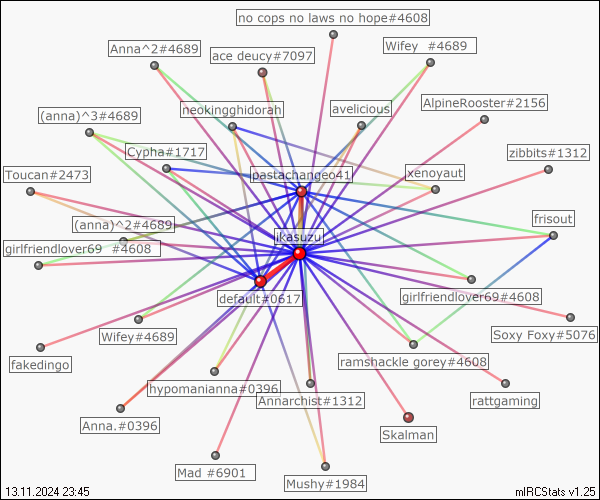 no cops no laws no hope#4608
Anna^2#4689
ace deucy#7097
Wifey  #4689
(anna)^3#4689
neokingghidorah
avelicious
AlpineRooster#2156
Cypha#1717
zibbits#1312
Toucan#2473
pastachangeo41
xenoyaut
(anna)^2#4689
ikasuzu
frisout
girlfriendlover69  #4608
default#0617
girlfriendlover69#4608
Wifey#4689
Soxy Foxy#5076
fakedingo
ramshackle gorey#4608
hypomanianna#0396
Annarchist#1312
rattgaming
Anna.#0396
Skalman
Mad #6901
Mushy#1984
13.11.2024 23:45
mIRCStats v1.25